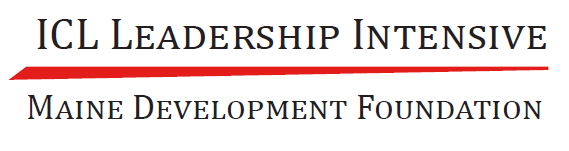 ICL Leadership Intensive
Maine Development Foundation